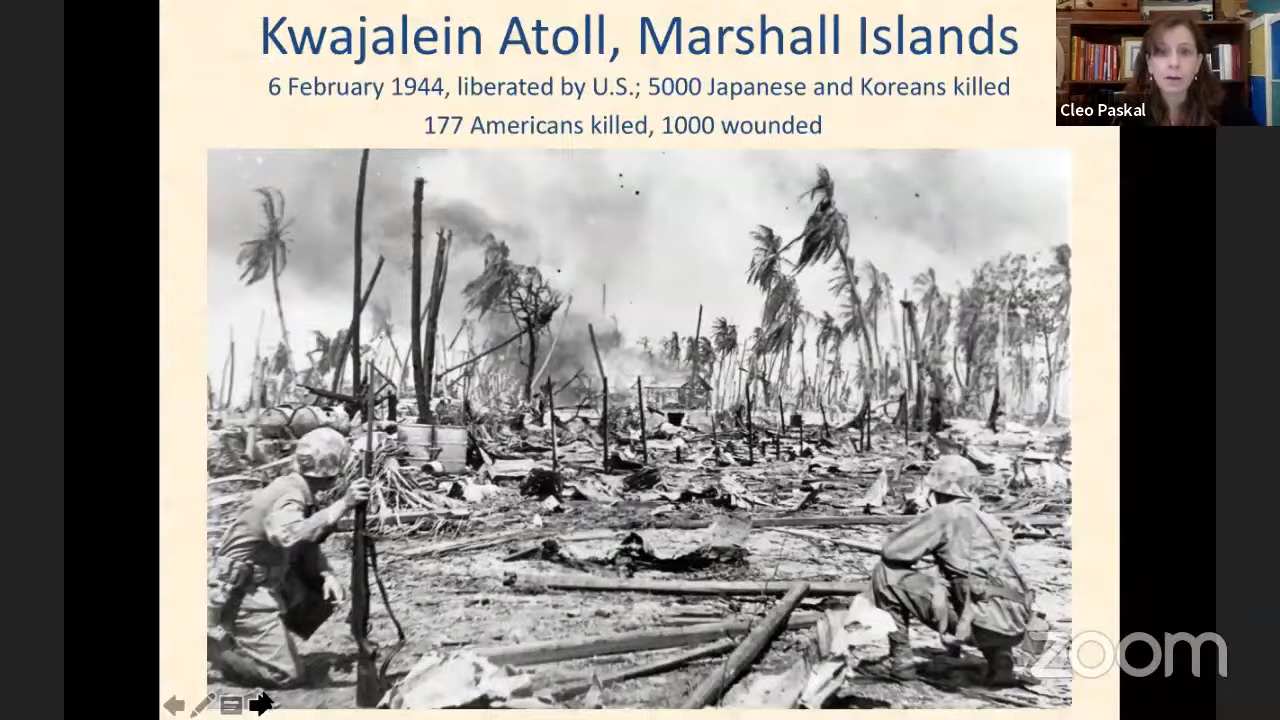 Kwajalein Atoll, Marshall Islands
6 February 1944, liberated by U.S.; 5000 Japanese and Koreans killed
177 Americans killed, 1000 wounded
Cleo Paskal
zoom